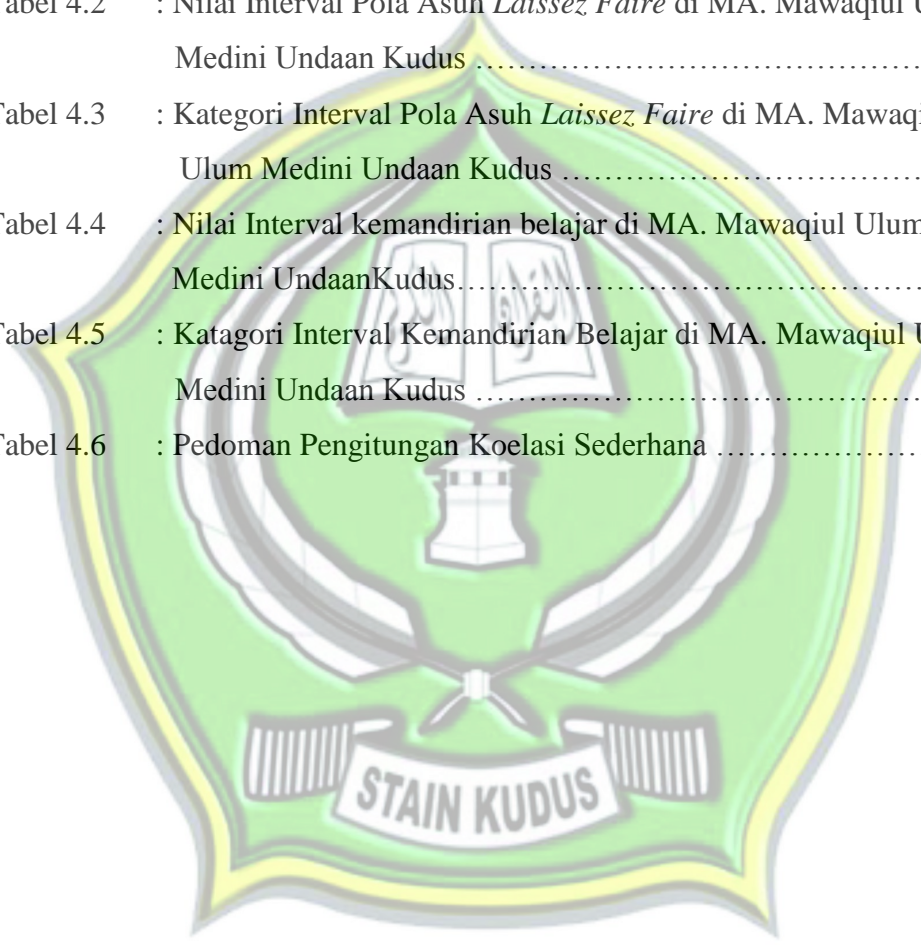 Tabel 4.2 : Nilai Interval Pola Asuh Laissez Faire di MA. Mawaqiul
Medini Undaan Kudus ……………………………………
Tabel 4.3 : Kategori Interval Pola Asuh Laissez Faire di MA.
Ulum Medini Undaan Kudus ……………………………
Tabel 4.4 : Nilai Interval kemandirian belajar di MA. Mawaqiul Ulum
Medini UndaanKudus……………………………………
Tabel 4.5 : Katagori Interval Kemandirian Belajar di MA. Mawaqiul
Medini Undaan Kudus ……………………………………
Tabel 4.6 : Pedoman Pengitungan Koelasi Sederhana ………………
STAIN KUDUS